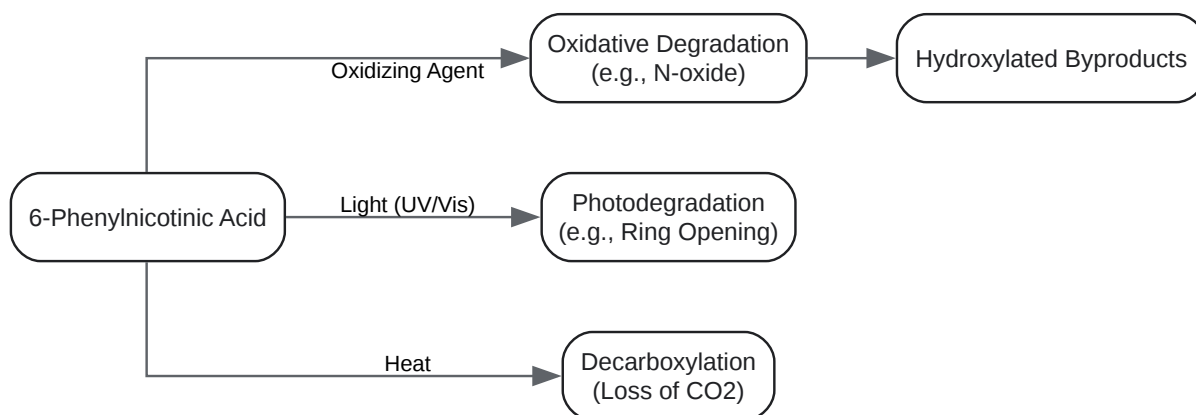 Oxidizing Agent
Oxidative Degradation
(e.g., N-oxide)
Hydroxylated Byproducts
6-Phenylnicotinic Acid
Light (UV/Vis)
Photodegradation
(e.g., Ring Opening)
Heat
Decarboxylation
(Loss of CO2)